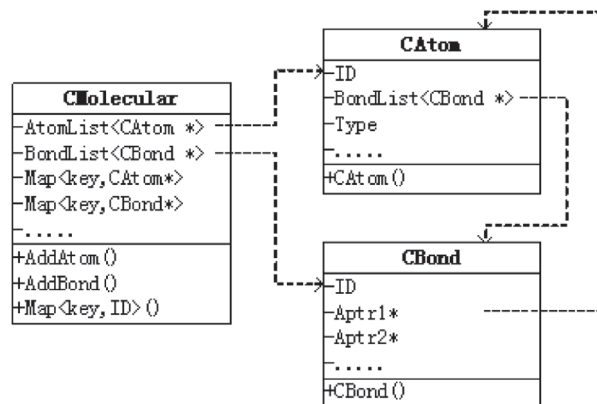 CMolecular
-AtomList<CAtom *>
-BondList<CBond *>
-Map<key,CAtom*>
-Map<key,CBond*>
-.....
+AddAtom()
+AddBond()
+Map<key,ID>()
CAtom
-ID
-BondList<CBond *>
-Type
-.....
+CAtom()
CBond
-ID
-Aptr1*
-Aptr2*
-.....
+CBond()